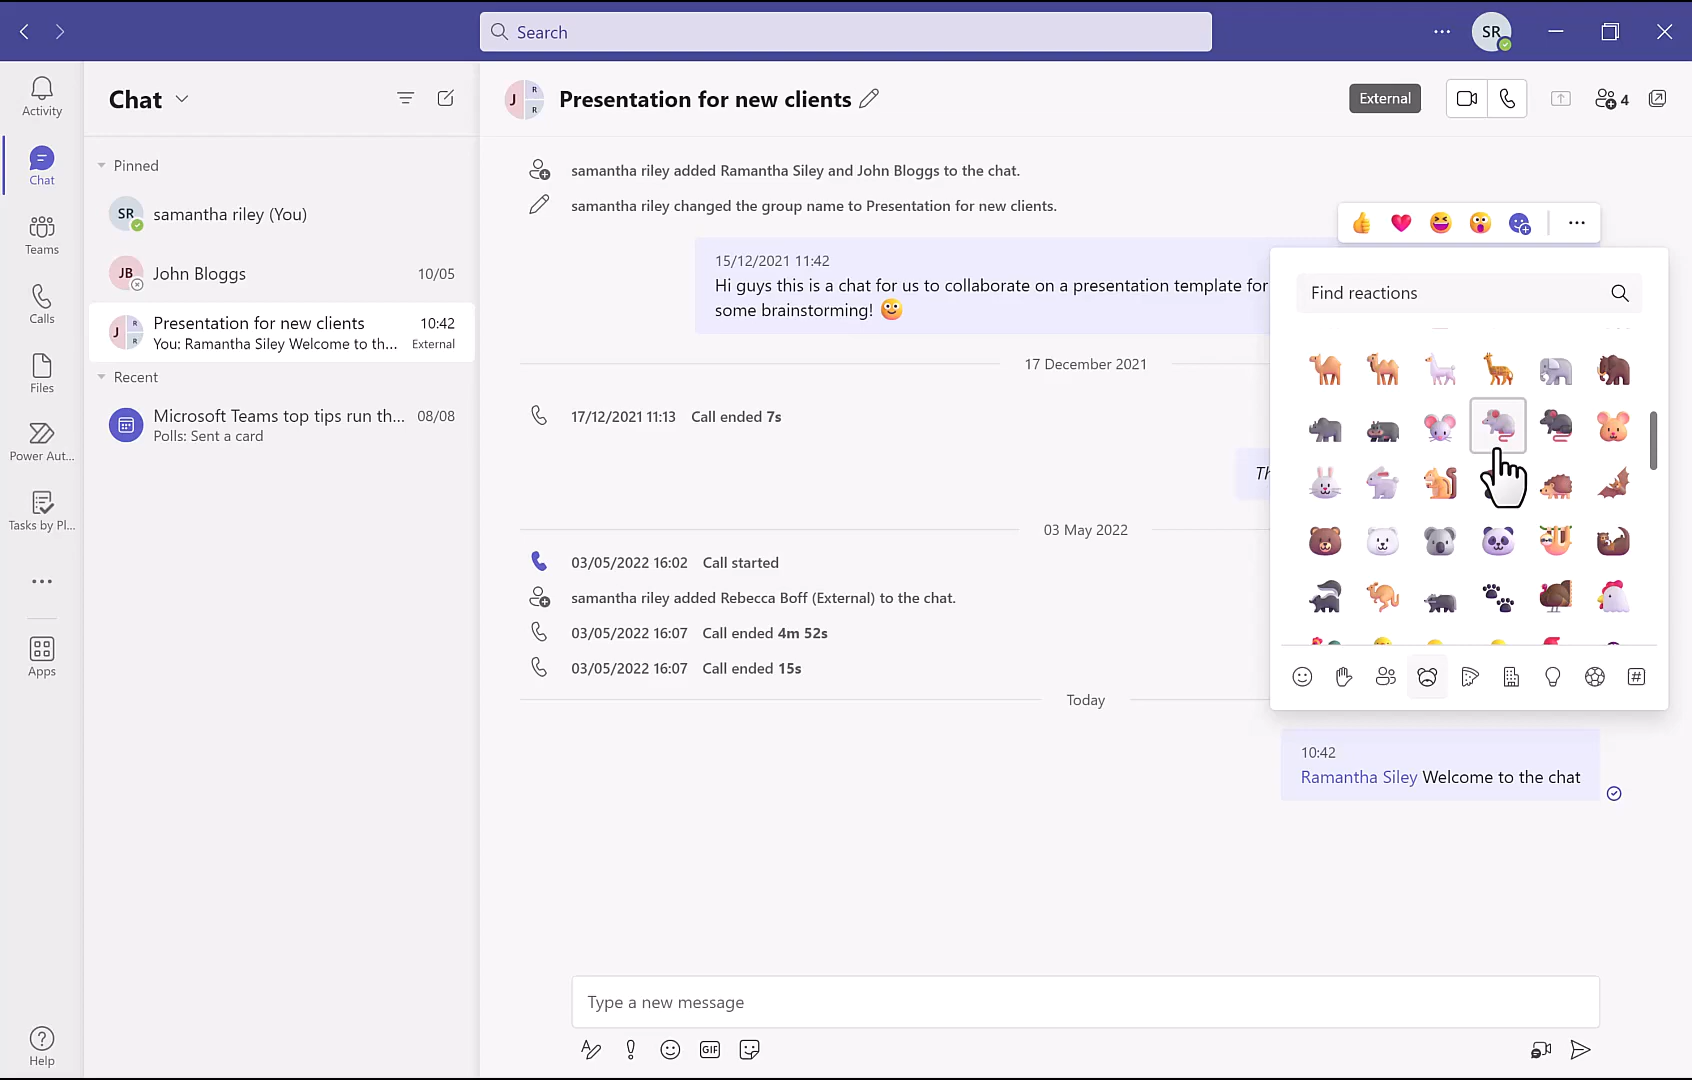 Search
SR
Activity
Chat
Teams
Calls
Files
Power Aut...
Tasks by Pl...
Apps
Help
Chat
Pinned
SR
samantha riley (You)
JB
John Bloggs
10/05
J
R
R
Presentation for new clients
10:42
You: Ramantha Siley Welcome to th...
External
Recent
Microsoft Teams top tips run th...
08/08
Polls: Sent a card
J
R
R
Presentation for new clients
External
4
samantha riley added Ramantha Siley and John Bloggs to the chat.
samantha riley changed the group name to Presentation for new clients.
15/12/2021 11:42
Hi guys this is a chat for us to collaborate on a presentation template for
some brainstorming!
17 December 2021
17/12/2021 11:13 Call ended 7s
Th
03 May 2022
03/05/2022 16:02 Call started
samantha riley added Rebecca Boff (External) to the chat.
03/05/2022 16:07 Call ended 4m 52s
03/05/2022 16:07 Call ended 15s
Today
Find reactions
#
10:42
Ramantha Siley Welcome to the chat
Type a new message
GIF